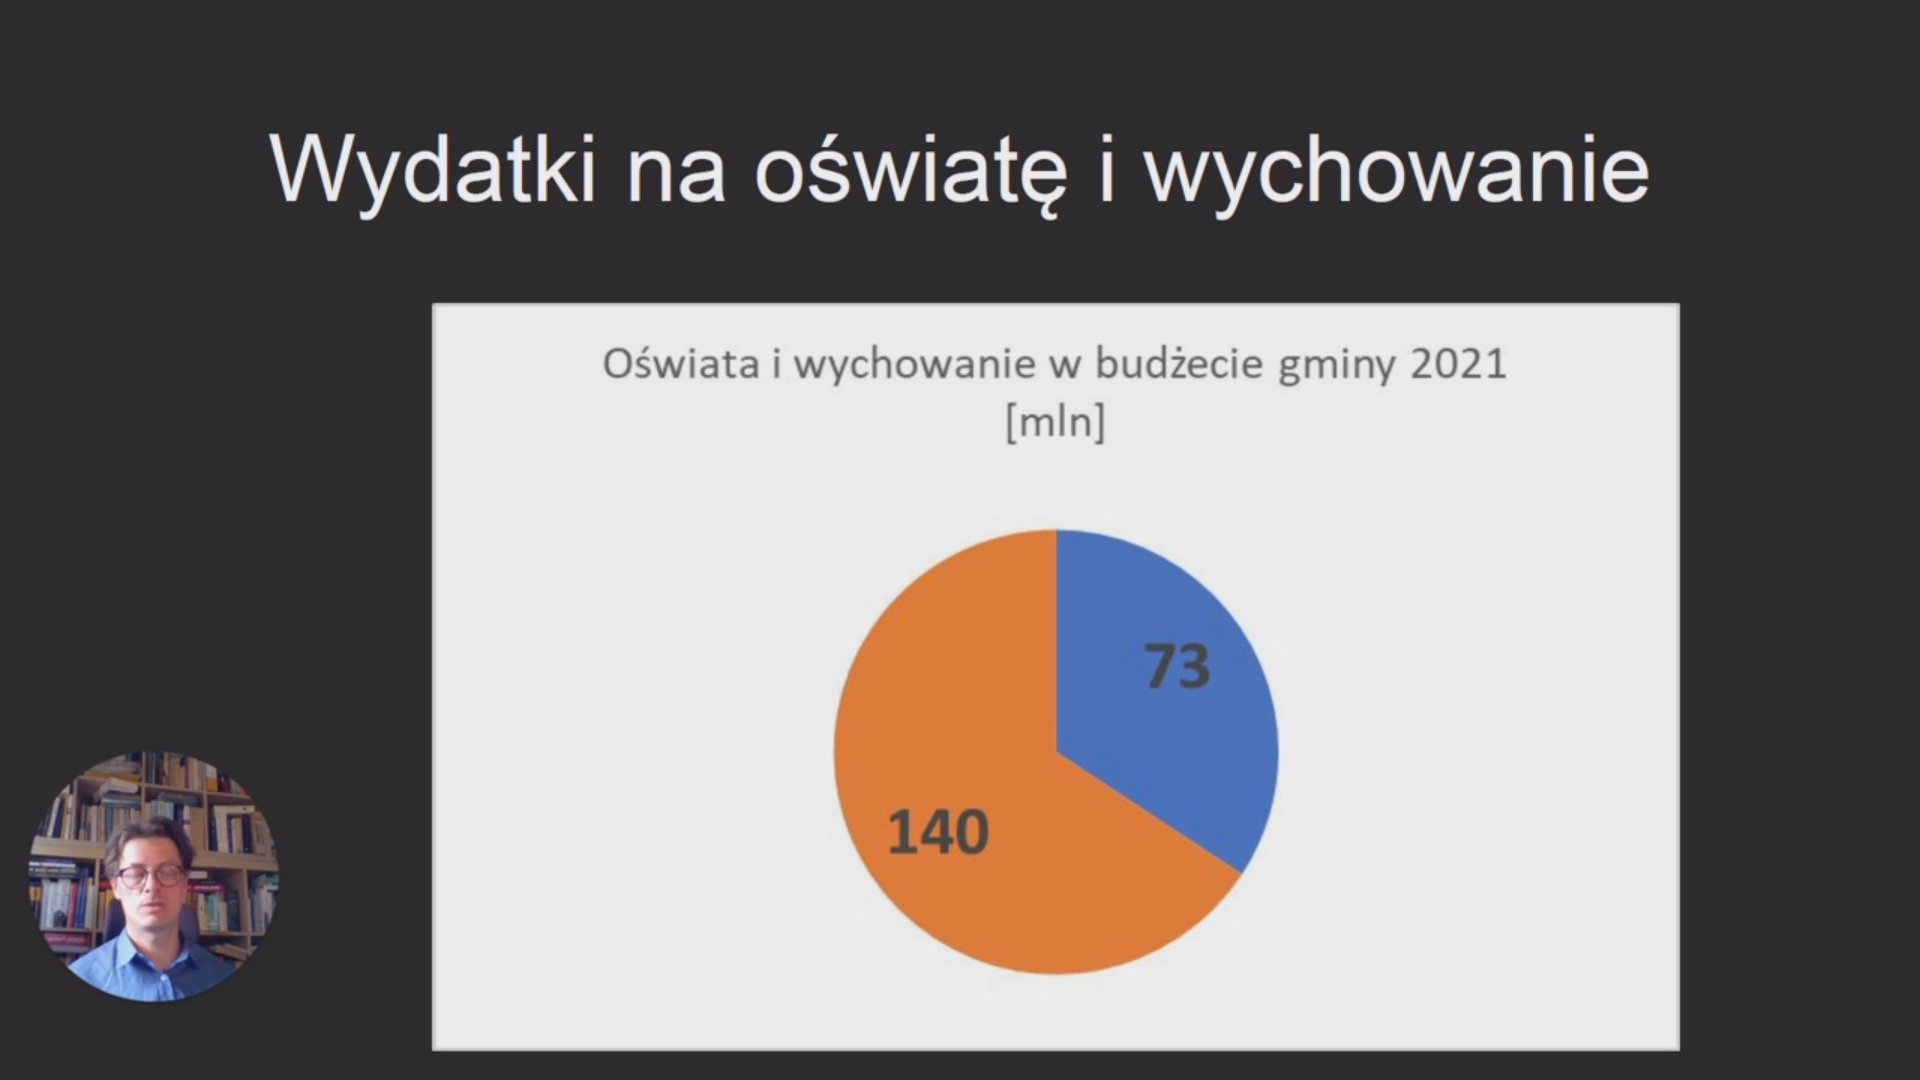 Wydatki na oświatę i wychowanie
Oświata i wychowanie w budżecie gminy 2021
[mln]
73
140